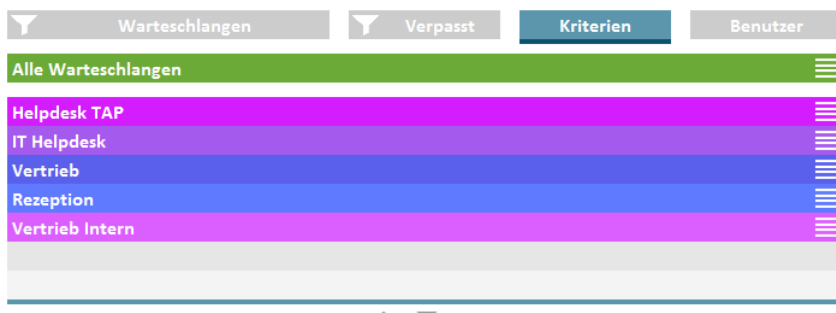 Warteschlangen Verpasst Kriterien Benutzer
Alle Warteschlangen
Helpdesk TAP
IT Helpdesk
Vertrieb
Rezeption
Vertrieb Intern